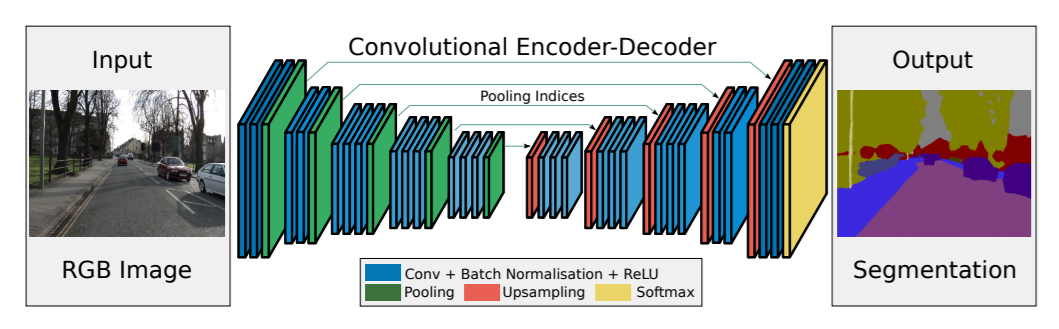 Input
RGB Image
Convolutional Encoder-Decoder
Pooling Indices
Output
Segmentation
Conv + Batch Normalisation + ReLU
Pooling
Upsampling
Softmax